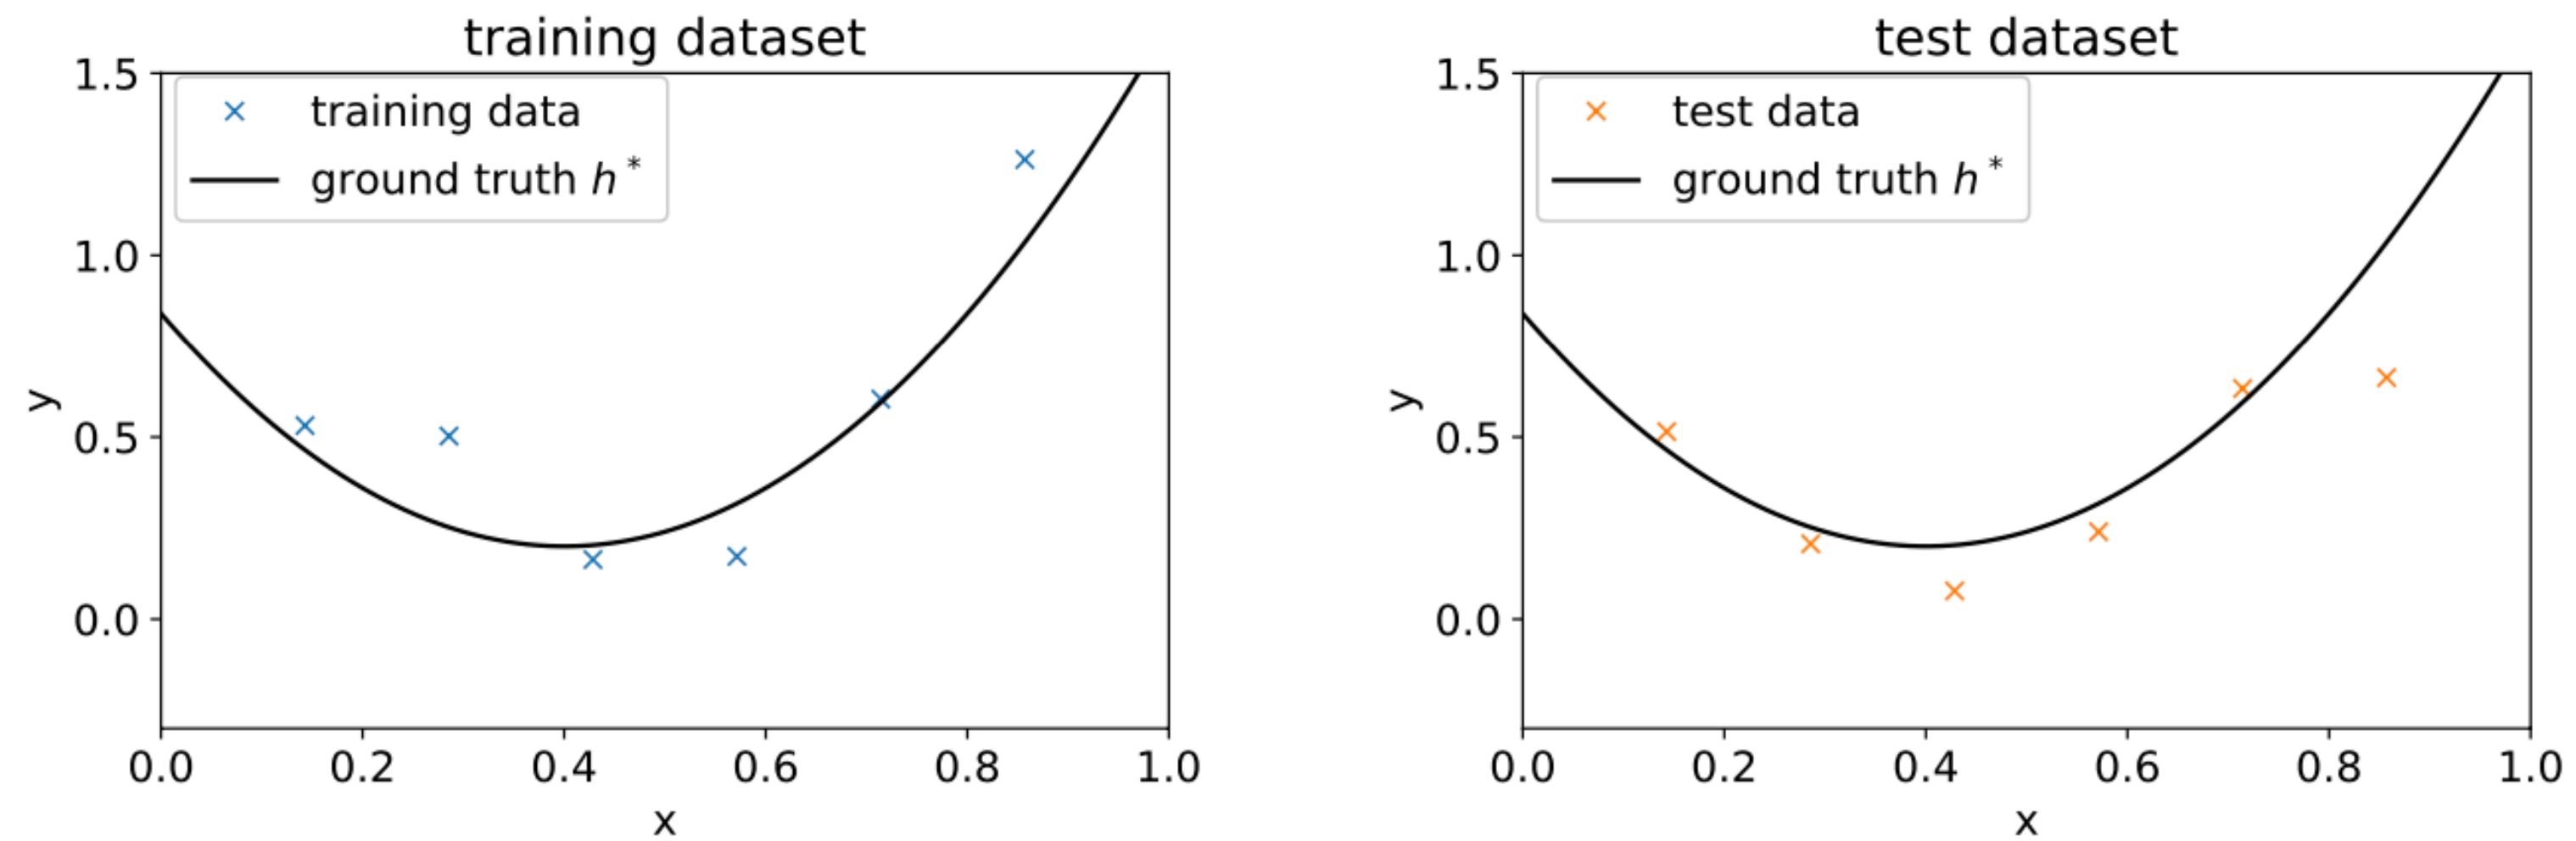 training dataset
1.5
training data
ground truth h*
1.0
y
0.5
0.0
0.0 0.2 0.4 0.6 0.8 1.0
x
test dataset
1.5
test data
ground truth h*
1.0
y
0.5
0.0
0.0 0.2 0.4 0.6 0.8 1.0
x